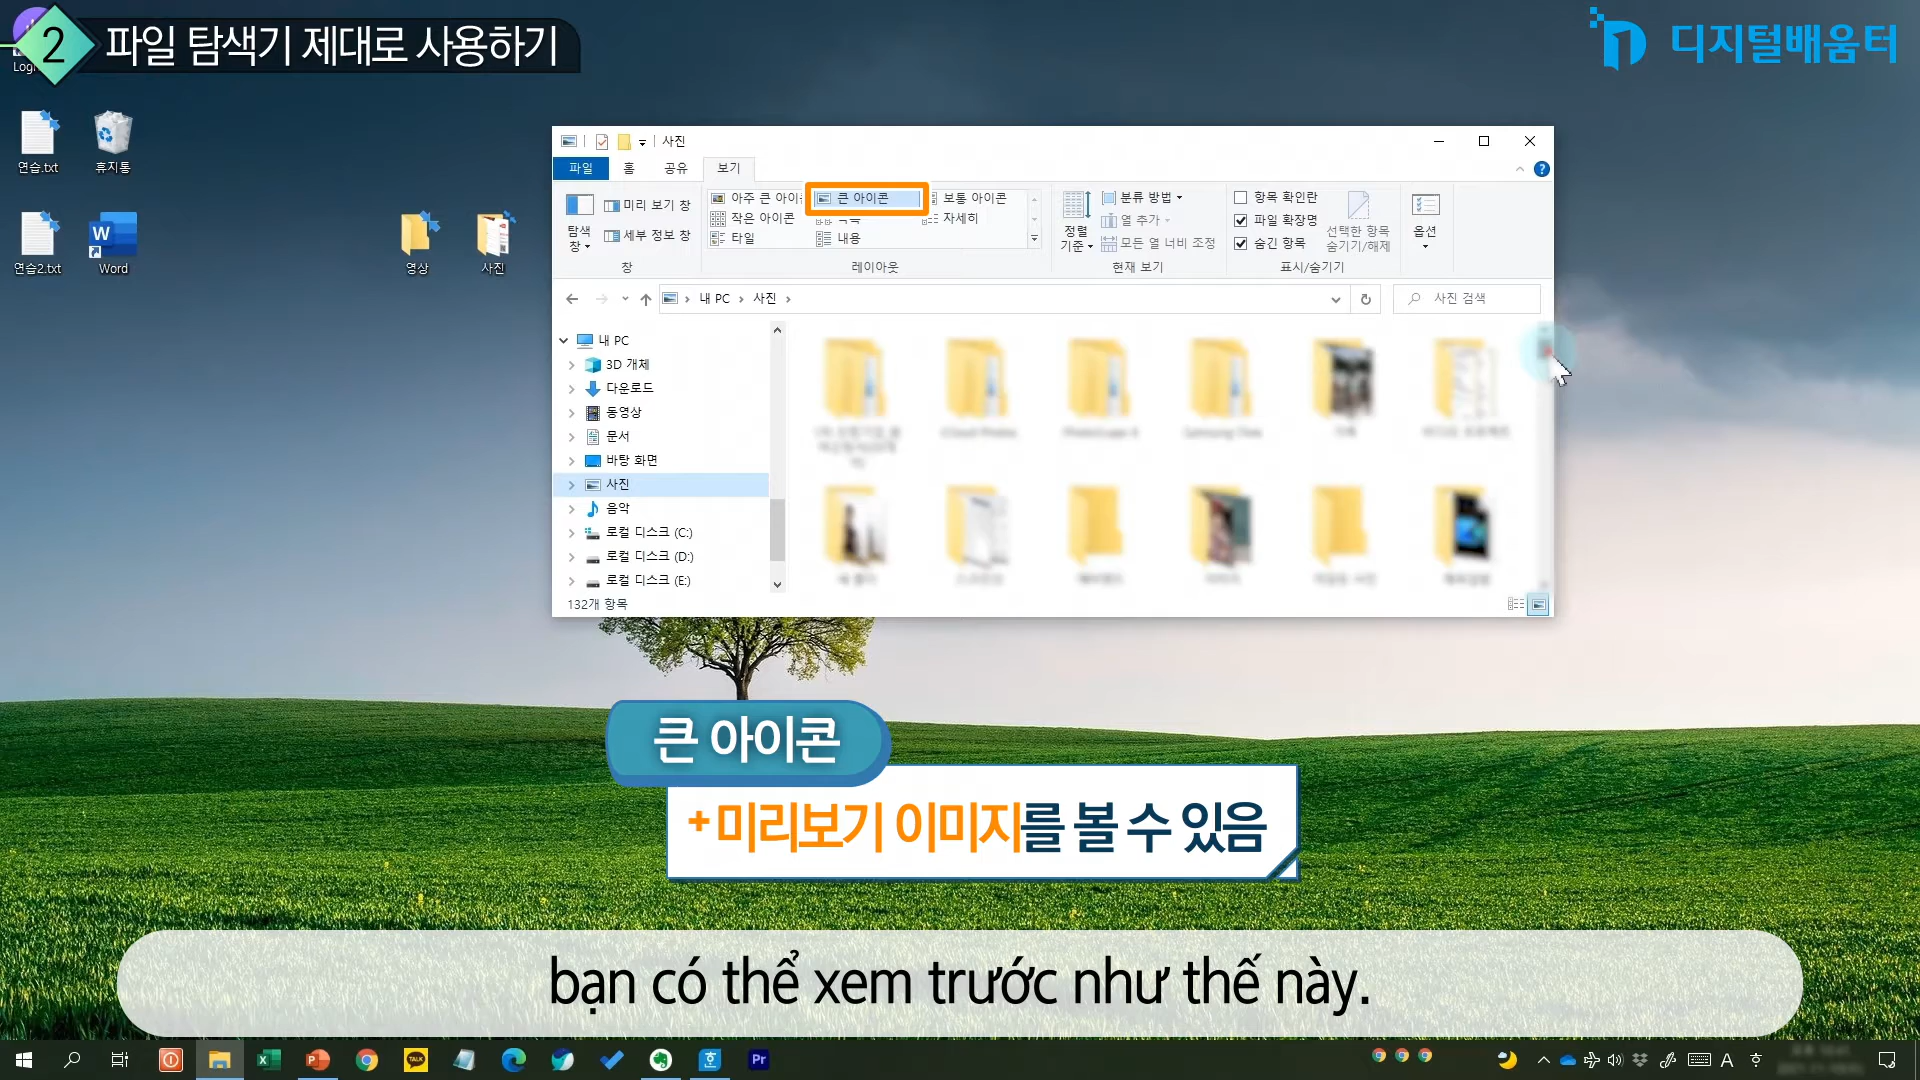 2 파일 탐색기 제대로 사용하기
디지털배움터
연습.txt
휴지통
연습2.txt
Word
영상
사진
사진
파일 홈 공유 보기
아주 큰 아이 큰 아이콘 보통 아이콘
미리 보기 창 작은 아이콘 자세히
세부 정보 창 타일 내용
탐색
창
분류 방법
열 추가
모든 열 너비 조정
정렬
기준
항목 확인란
파일 확장명
숨긴 항목
선택한 항목
숨기기/해제
옵션
창 레이아웃 현재 보기 표시/숨기기
내 PC 사진
사진 검색
내 PC
3D 개체
다운로드
동영상
문서
바탕 화면
사진
음악
로컬 디스크 (C:)
로컬 디스크 (D:)
로컬 디스크 (E:)
132개 항목
큰 아이콘
+미리보기 이미지를 볼 수 있음
bạn có thể xem trước như thế này.
TALK
Pr
A